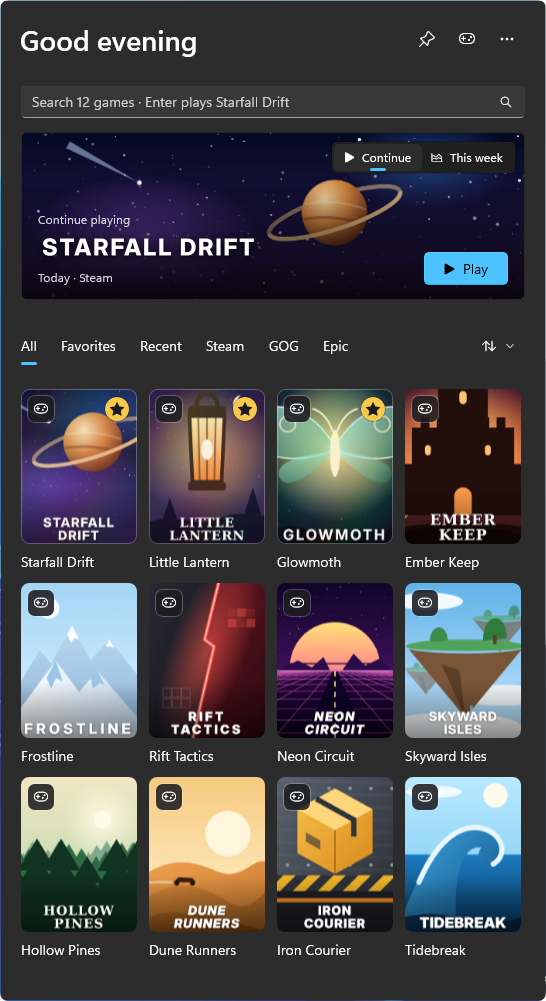 Good evening
Search 12 games · Enter plays Starfall Drift
Continue
This week
Continue playing
STARFALL DRIFT
Today · Steam
Play
All
Favorites
Recent
Steam
GOG
Epic
STARFALL
DRIFT
Starfall Drift
LITTLE
LANTERN
Little Lantern
GLOWMOTH
Glowmoth
EMBER
KEEP
Ember Keep
FROSTLINE
Frostline
RIFT
TACTICS
Rift Tactics
NEON
CIRCUIT
Neon Circuit
SKYWARD
ISLES
Skyward Isles
HOLLOW
PINES
Hollow Pines
DUNE
RUNNERS
Dune Runners
IRON
COURIER
Iron Courier
TIDEBREAK
Tidebreak